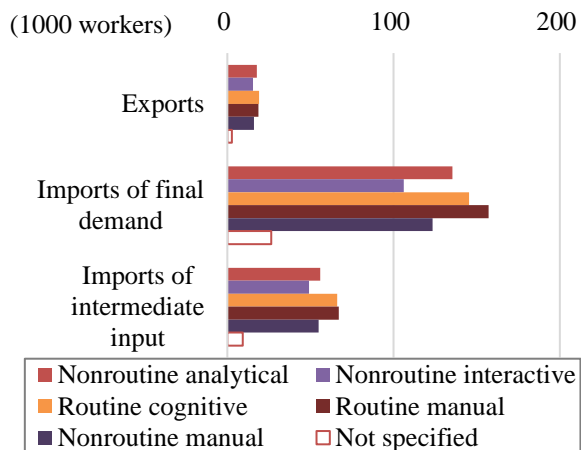 (1000 workers) 0 100 200
Exports
Imports of final
demand
Imports of
intermediate
input
Nonroutine analytical Nonroutine interactive
Routine cognitive Routine manual
Nonroutine manual Not specified